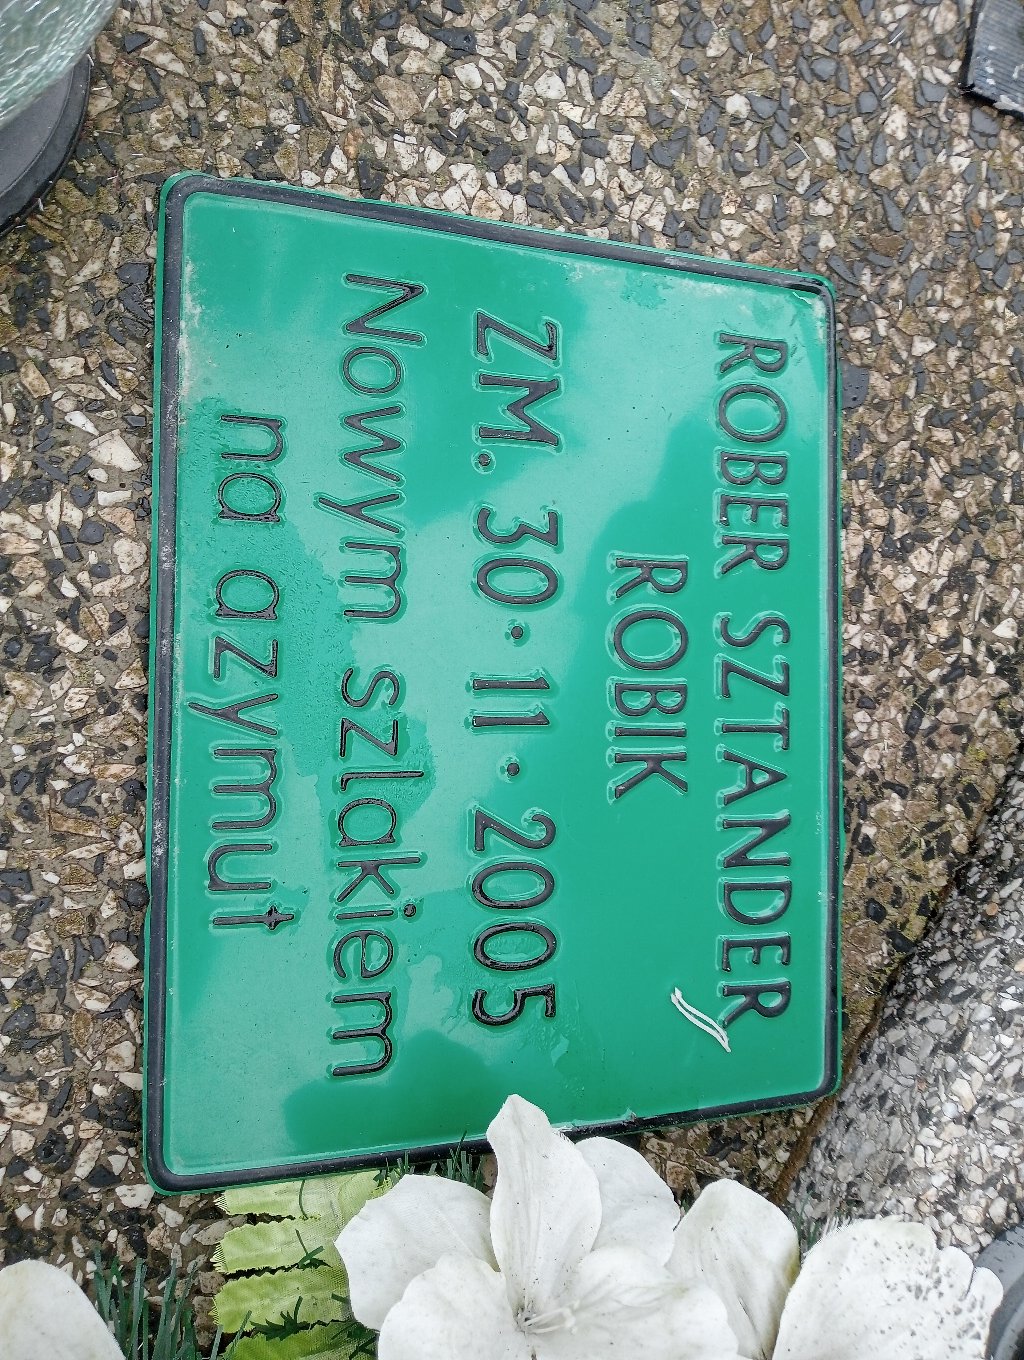 ROBER SZTANDER
ROBIK
ZM. 30.11.2005
Nowym szlakiem
na azymut